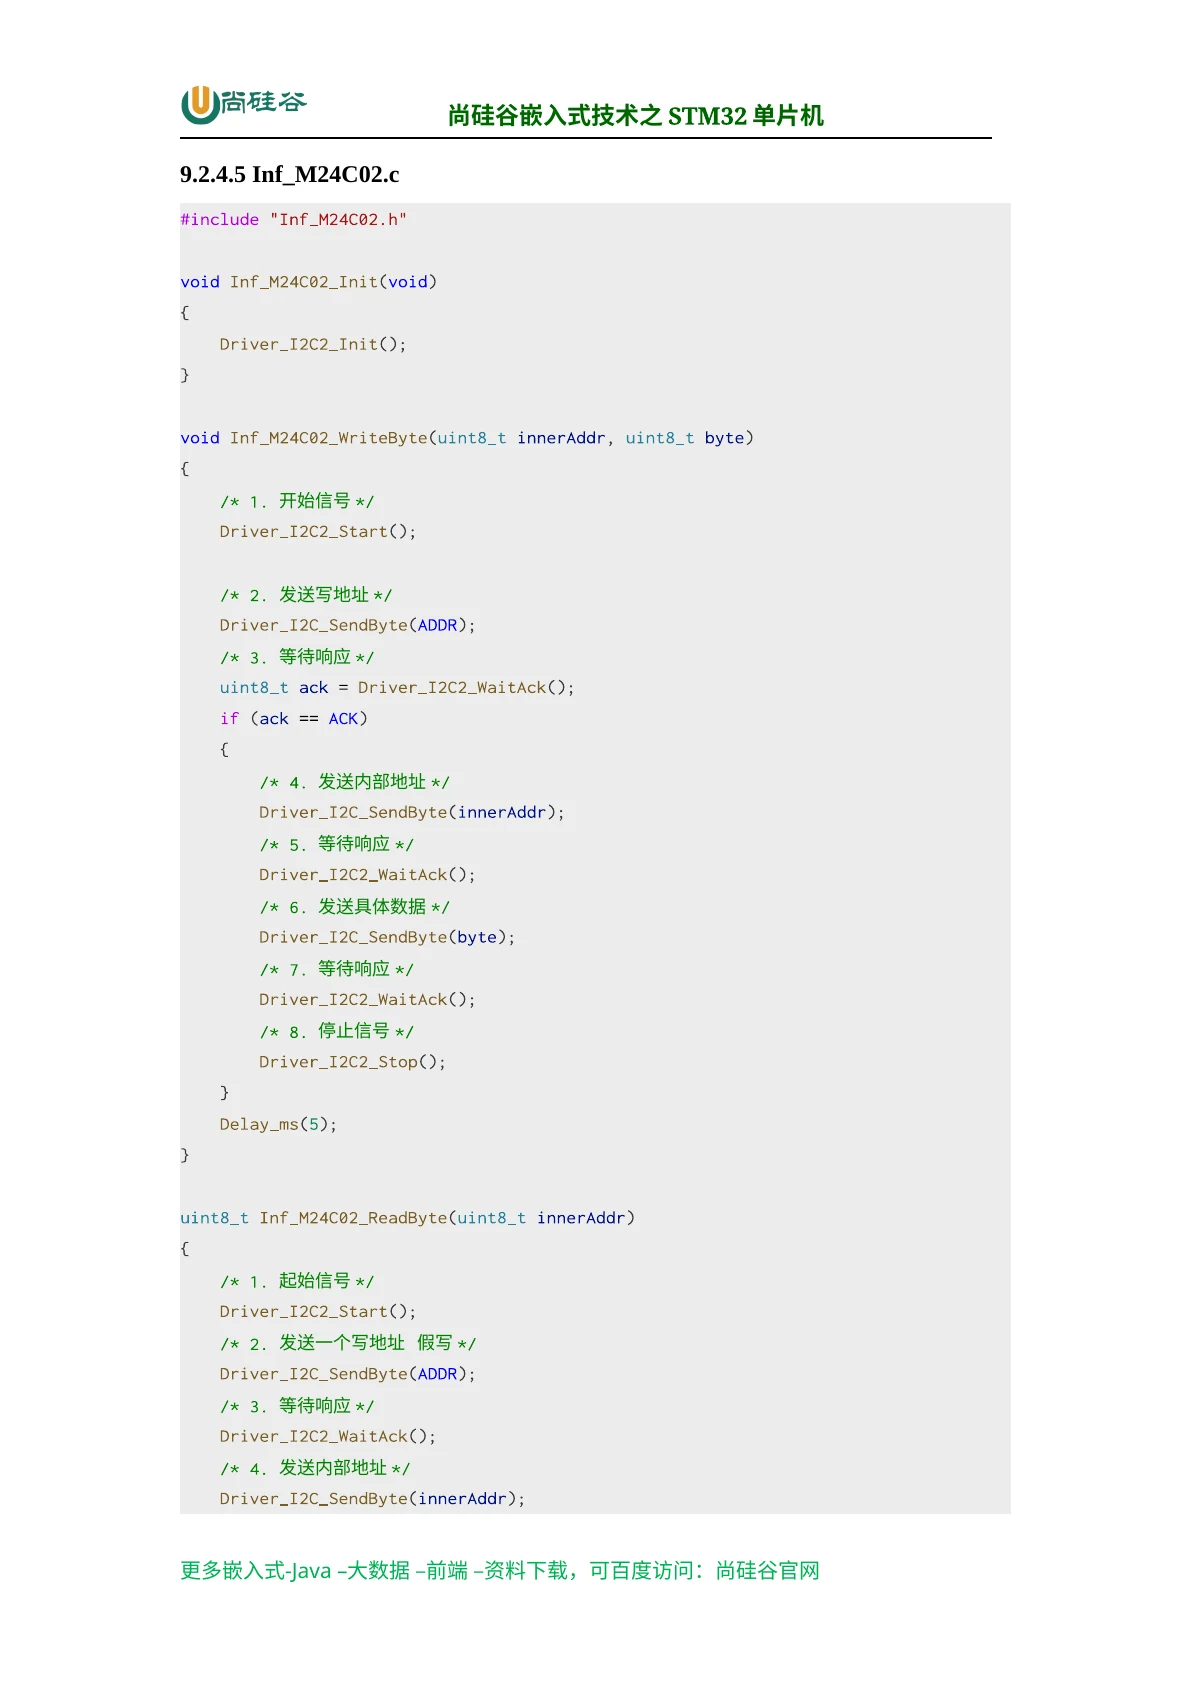 尚硅谷
尚硅谷嵌入式技术之 STM32 单片机
9.2.4.5 Inf_M24C02.c
#include "Inf_M24C02.h"
void Inf_M24C02_Init(void)
{
    Driver_I2C2_Init();
}
void Inf_M24C02_WriteByte(uint8_t innerAddr, uint8_t byte)
{
    /* 1. 开始信号 */
    Driver_I2C2_Start();
    /* 2. 发送写地址 */
    Driver_I2C_SendByte(ADDR);
    /* 3. 等待响应 */
    uint8_t ack = Driver_I2C2_WaitAck();
    if (ack == ACK)
    {
        /* 4. 发送内部地址 */
        Driver_I2C_SendByte(innerAddr);
        /* 5. 等待响应 */
        Driver_I2C2_WaitAck();
        /* 6. 发送具体数据 */
        Driver_I2C_SendByte(byte);
        /* 7. 等待响应 */
        Driver_I2C2_WaitAck();
        /* 8. 停止信号 */
        Driver_I2C2_Stop();
    }
    Delay_ms(5);
}
uint8_t Inf_M24C02_ReadByte(uint8_t innerAddr)
{
    /* 1. 起始信号 */
    Driver_I2C2_Start();
    /* 2. 发送一个写地址 假写 */
    Driver_I2C_SendByte(ADDR);
    /* 3. 等待响应 */
    Driver_I2C2_WaitAck();
    /* 4. 发送内部地址 */
    Driver_I2C_SendByte(innerAddr);
更多嵌入式-Java –大数据 –前端 –资料下载，可百度访问：尚硅谷官网